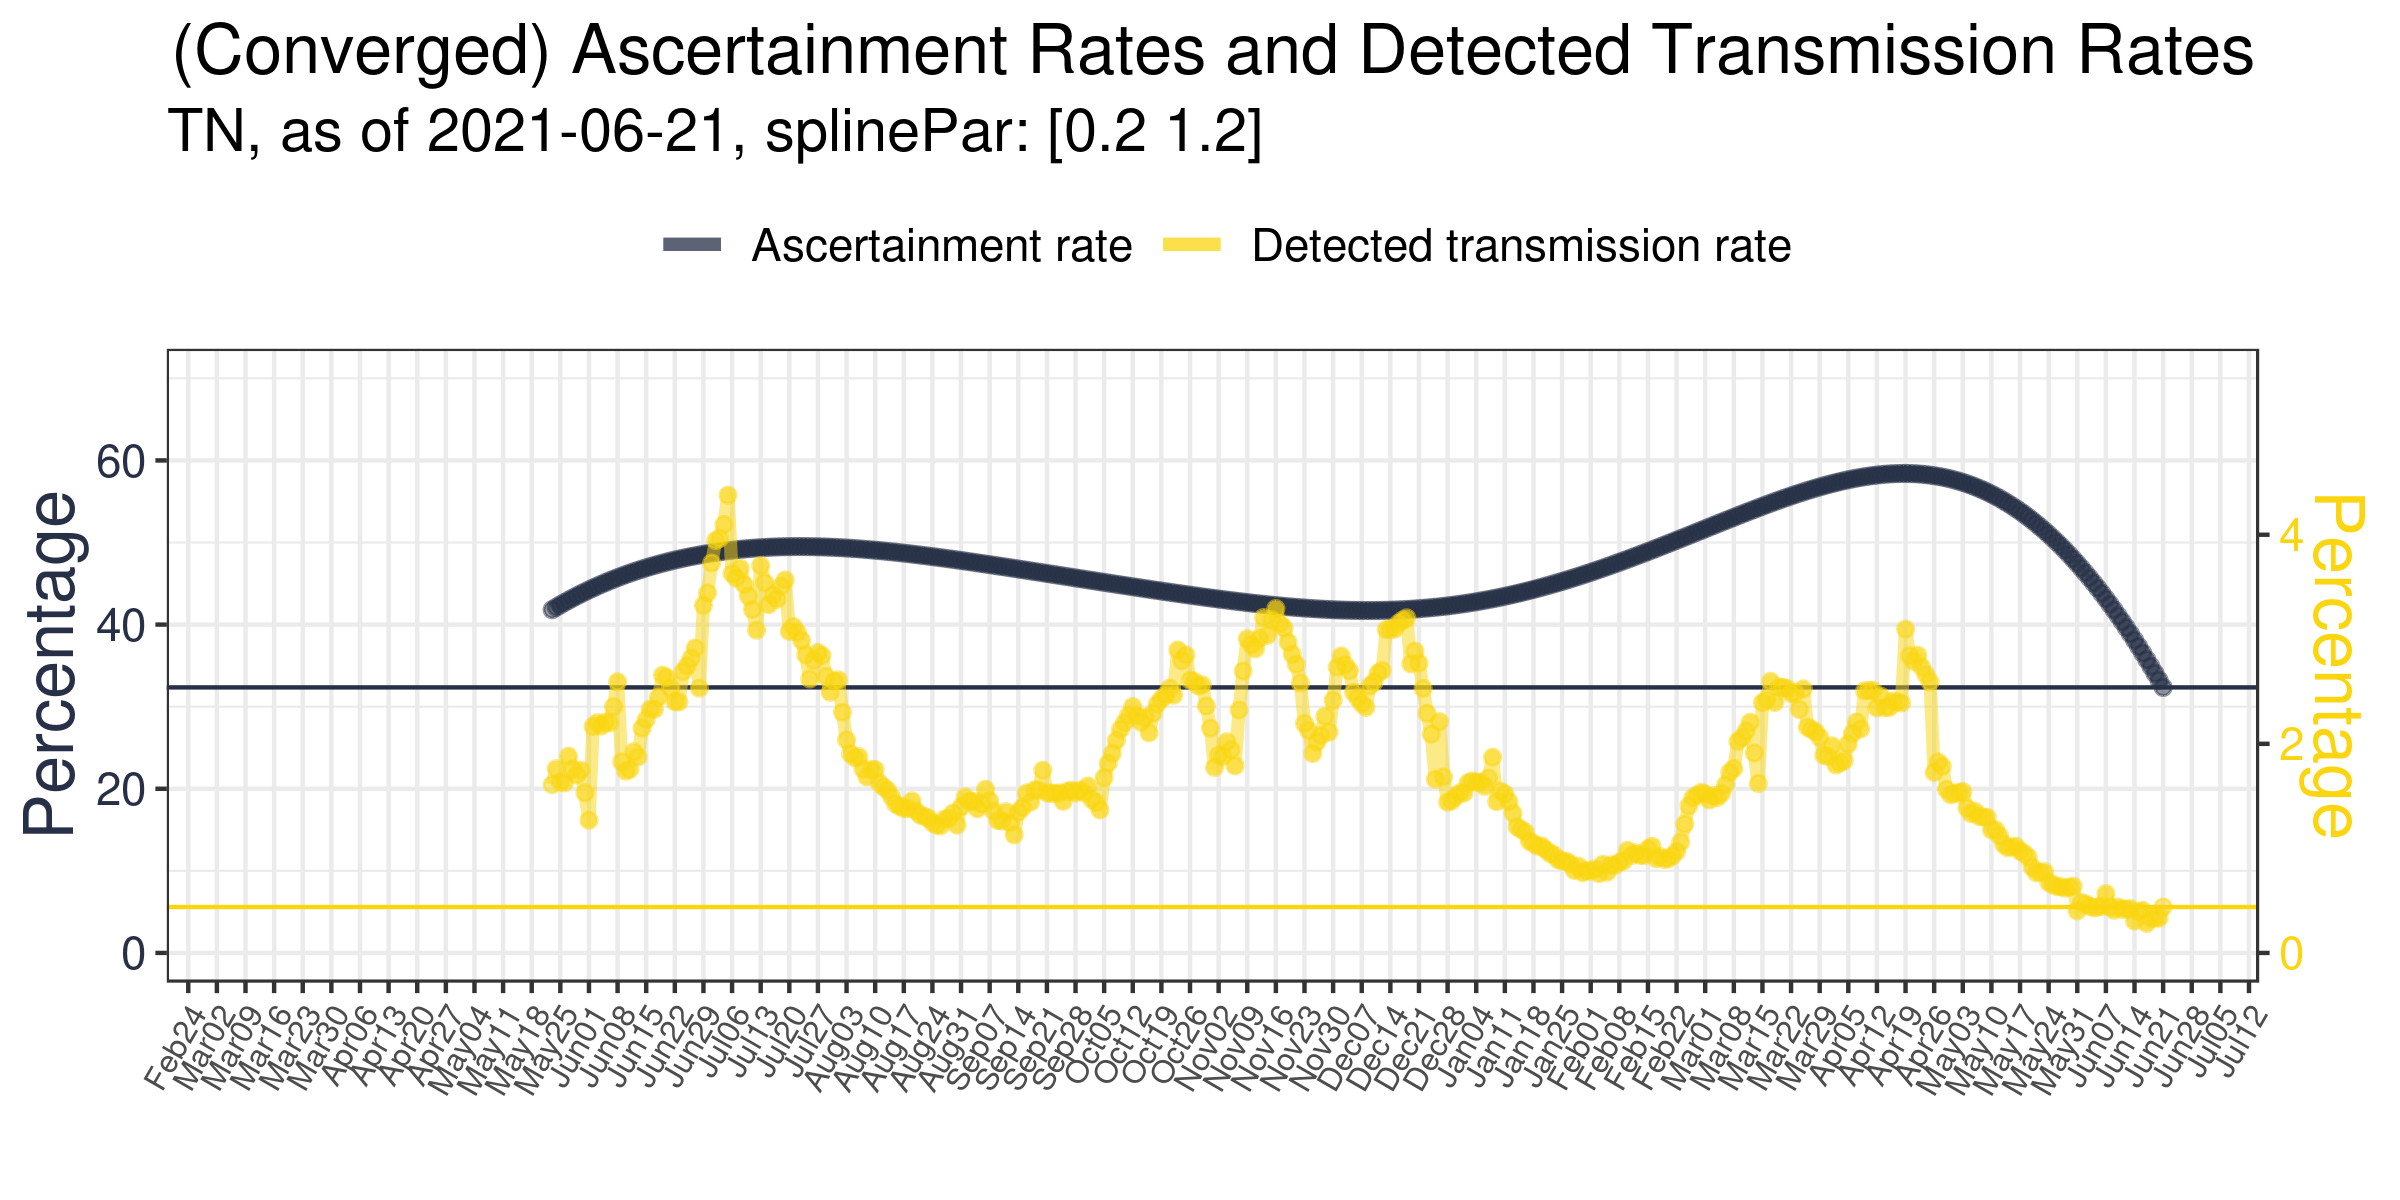 (Converged) Ascertainment Rates and Detected Transmission Rates
TN, as of 2021-06-21, splinePar: [0.2 1.2]
Ascertainment rate
Detected transmission rate
Percentage
60
40
20
0
4
2
0
Percentage
Feb24
Mar02
Mar09
Mar16
Mar23
Mar30
Apr06
Apr13
Apr20
Apr27
May04
May11
May18
May25
Jun01
Jun08
Jun15
Jun22
Jun29
Jul06
Jul13
Jul20
Jul27
Aug03
Aug10
Aug17
Aug24
Aug31
Sep07
Sep14
Sep21
Sep28
Oct05
Oct12
Oct19
Oct26
Nov02
Nov09
Nov16
Nov23
Nov30
Dec07
Dec14
Dec21
Dec28
Jan04
Jan11
Jan18
Jan25
Feb01
Feb08
Feb15
Feb22
Mar01
Mar08
Mar15
Mar22
Mar29
Apr05
Apr12
Apr19
Apr26
May03
May10
May17
May24
May31
Jun07
Jun14
Jun21
Jun28
Jul05
Jul12